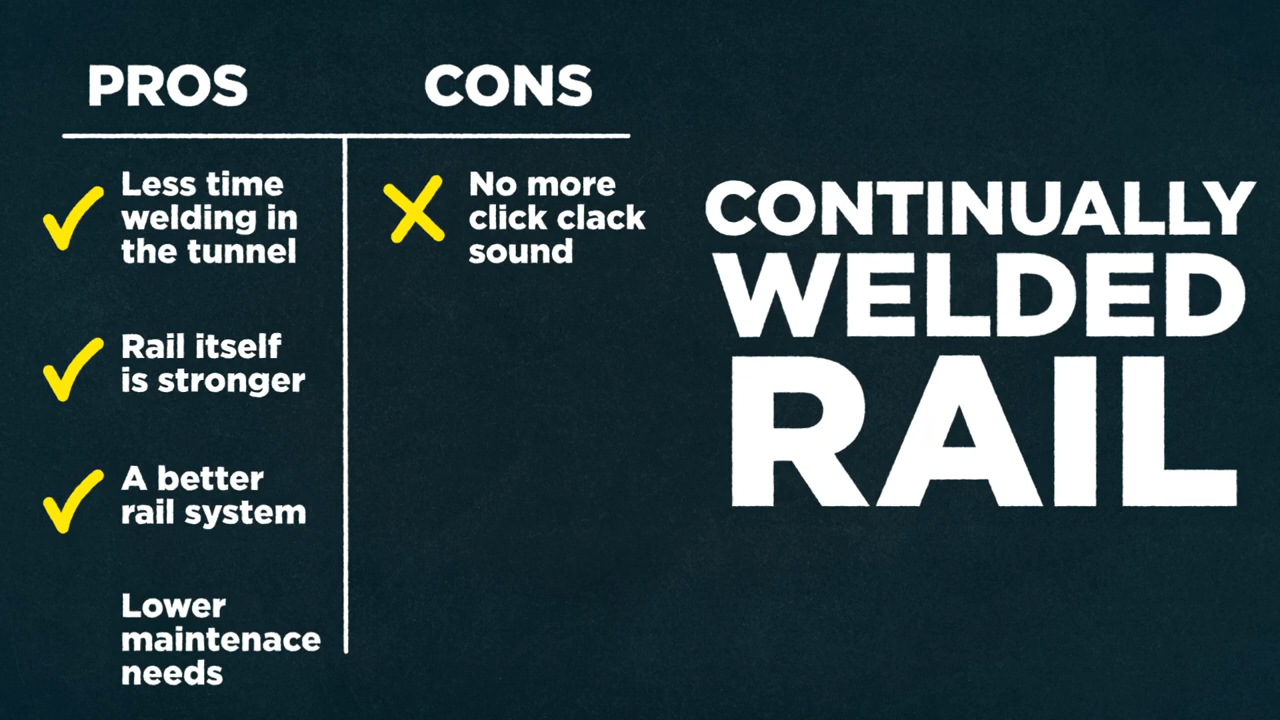 PROS
Less time
welding in
the tunnel
Rail itself
is stronger
A better
rail system
Lower
maintenace
needs
CONS
No more
click clack
sound
CONTINUALLY
WELDED
RAIL